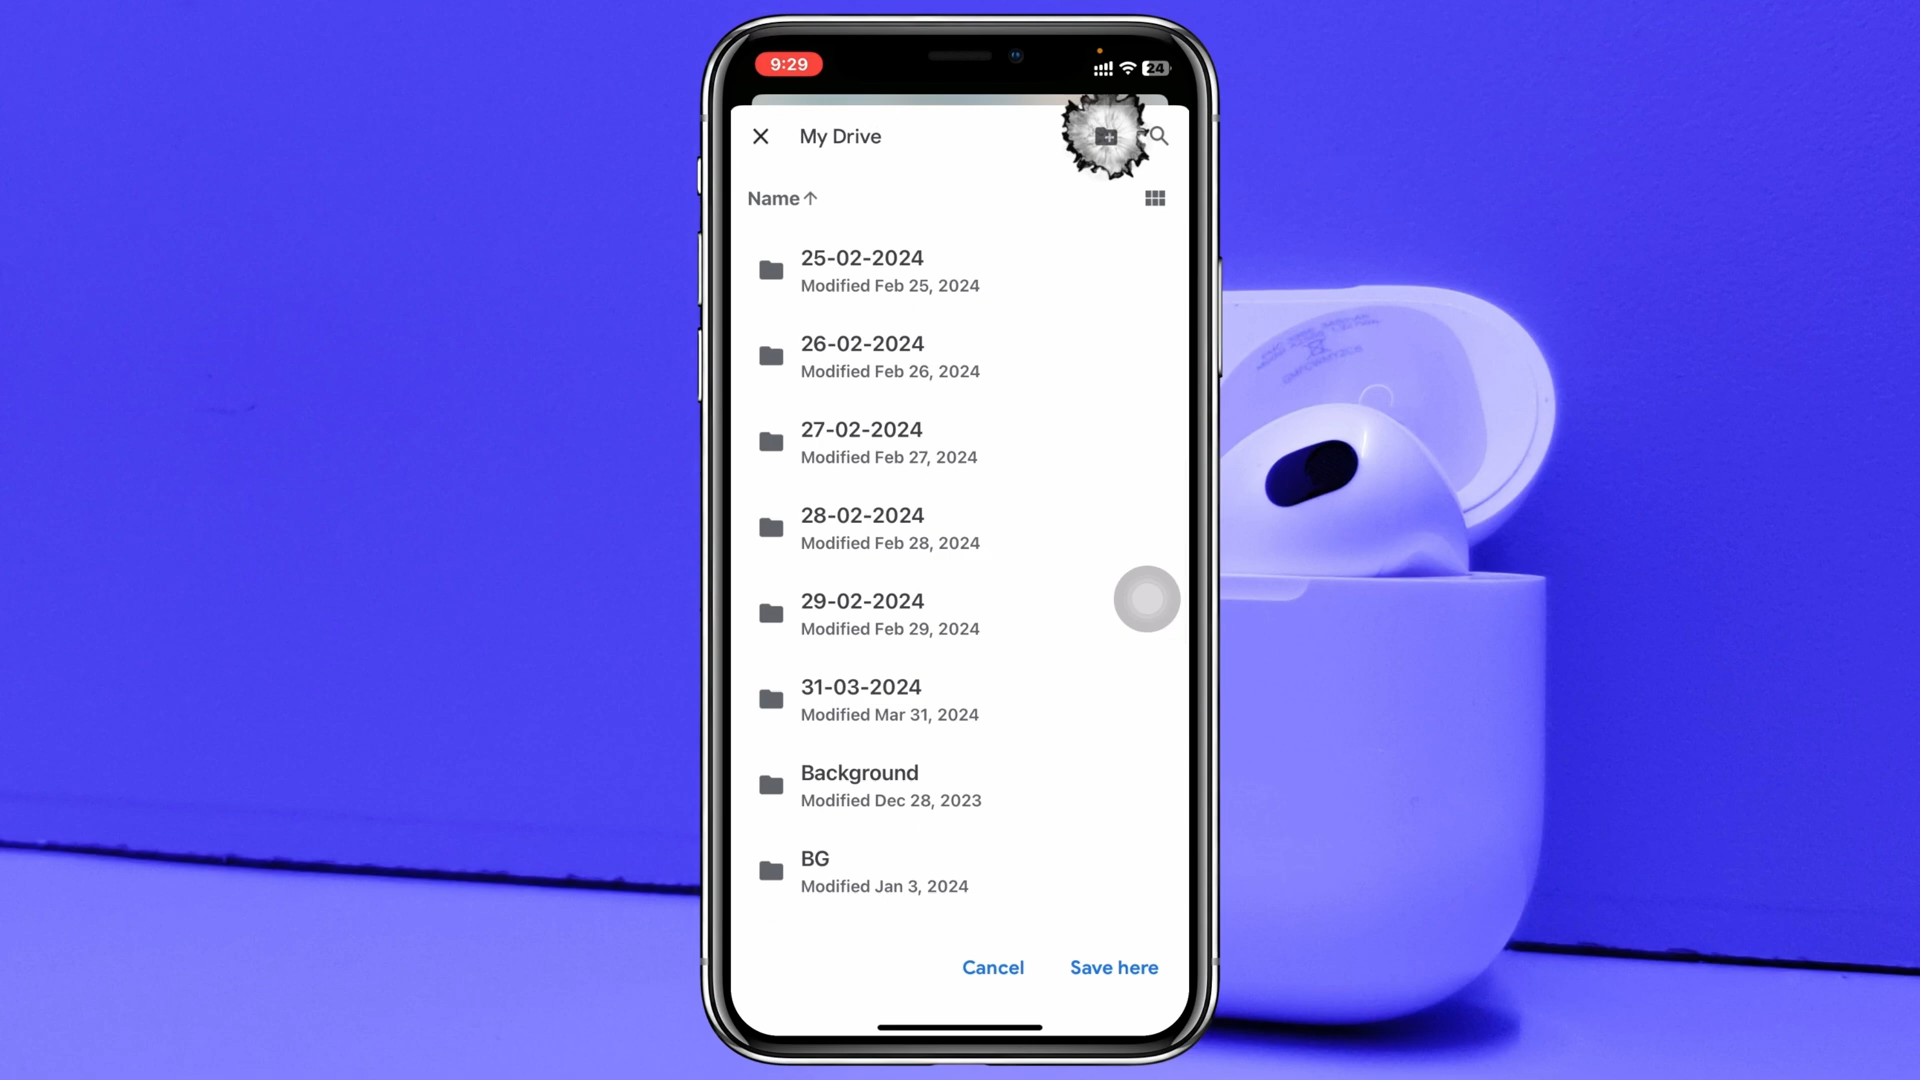 9:29
24
My Drive
Name
25-02-2024
Modified Feb 25, 2024
26-02-2024
Modified Feb 26, 2024
27-02-2024
Modified Feb 27, 2024
28-02-2024
Modified Feb 28, 2024
29-02-2024
Modified Feb 29, 2024
31-03-2024
Modified Mar 31, 2024
Background
Modified Dec 28, 2023
BG
Modified Jan 3, 2024
Cancel
Save here